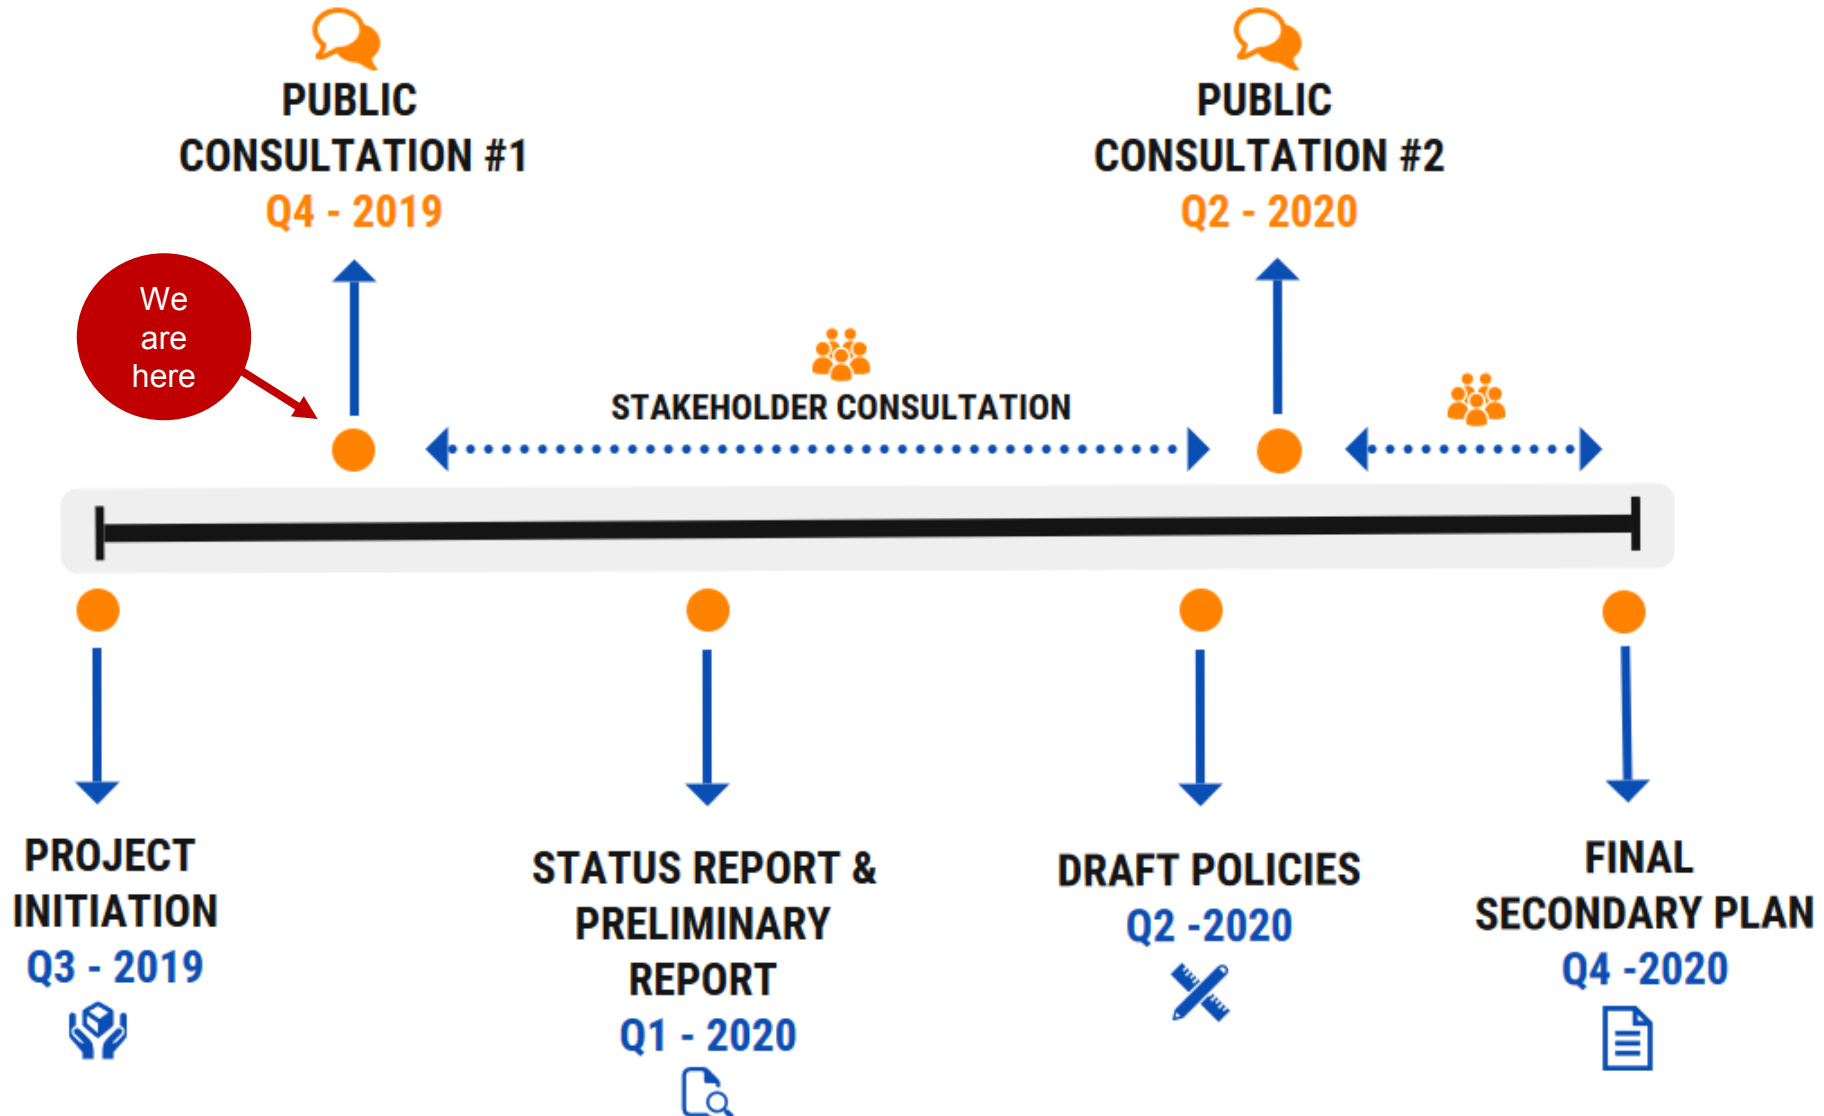 PUBLIC
CONSULTATION #1
Q4 - 2019
PUBLIC
CONSULTATION #2
Q2 - 2020
We
are
here
STAKEHOLDER CONSULTATION
PROJECT
INITIATION
Q3 - 2019
STATUS REPORT &
PRELIMINARY
REPORT
Q1 - 2020
DRAFT POLICIES
Q2 -2020
FINAL
SECONDARY PLAN
Q4 -2020